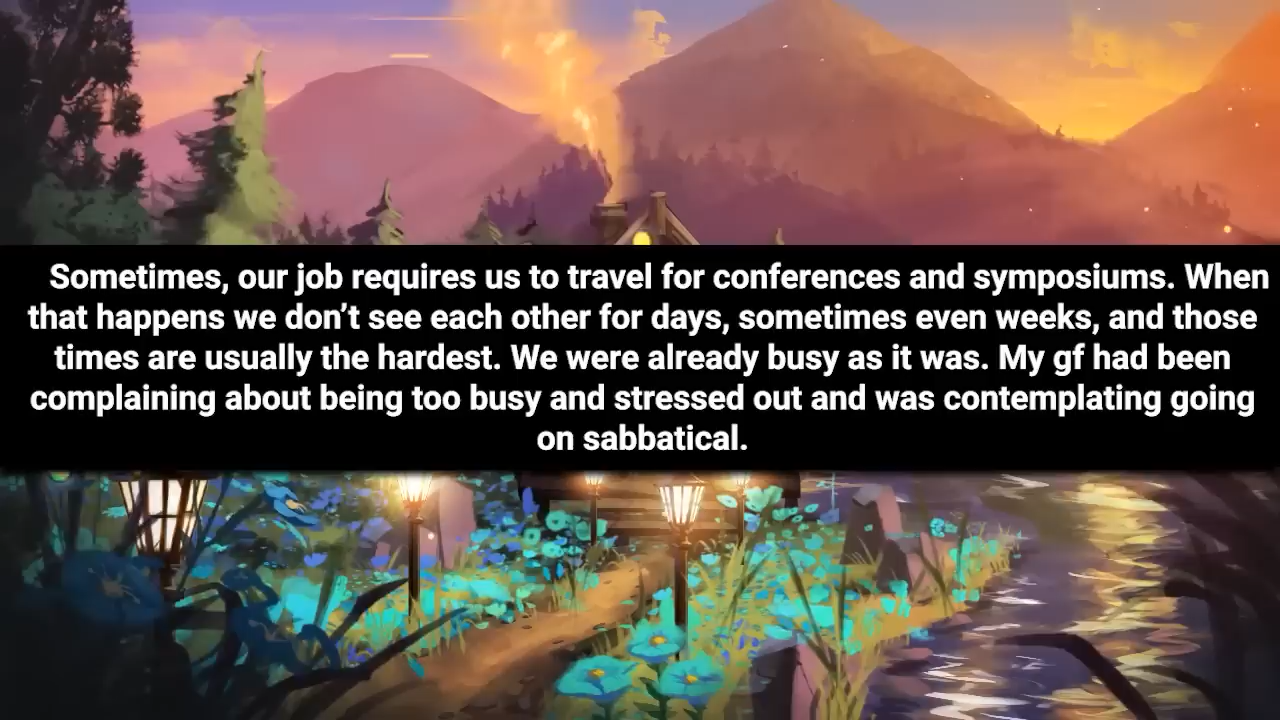 Sometimes, our job requires us to travel for conferences and symposiums. When
that happens we don’t see each other for days, sometimes even weeks, and those
times are usually the hardest. We were already busy as it was. My gf had been
complaining about being too busy and stressed out and was contemplating going
on sabbatical.